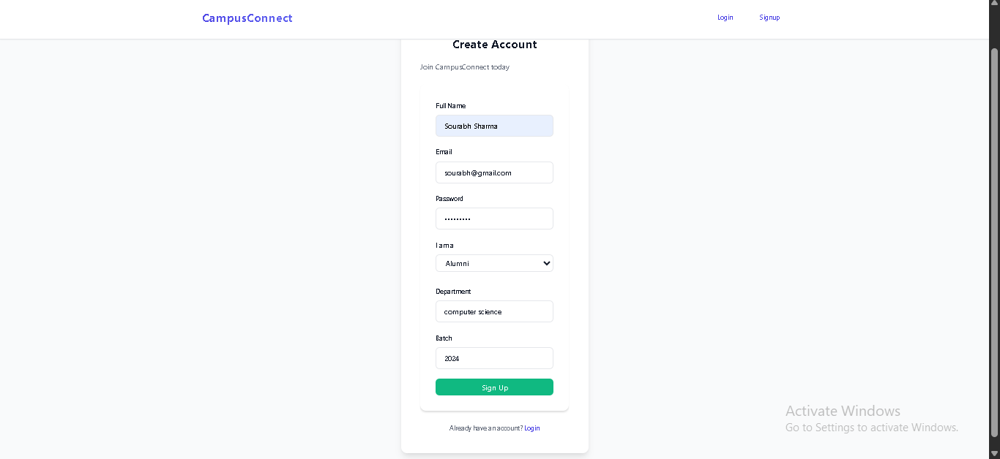 CampusConnect
Login
Signup
Create Account
Join CampusConnect today
Full Name
Sourabh Sharma
Email
sourabh@gmail.com
Password
•••••••••
I am a
Alumni
Department
computer science
Batch
2024
Sign Up
Already have an account? Login
Activate Windows
Go to Settings to activate Windows.